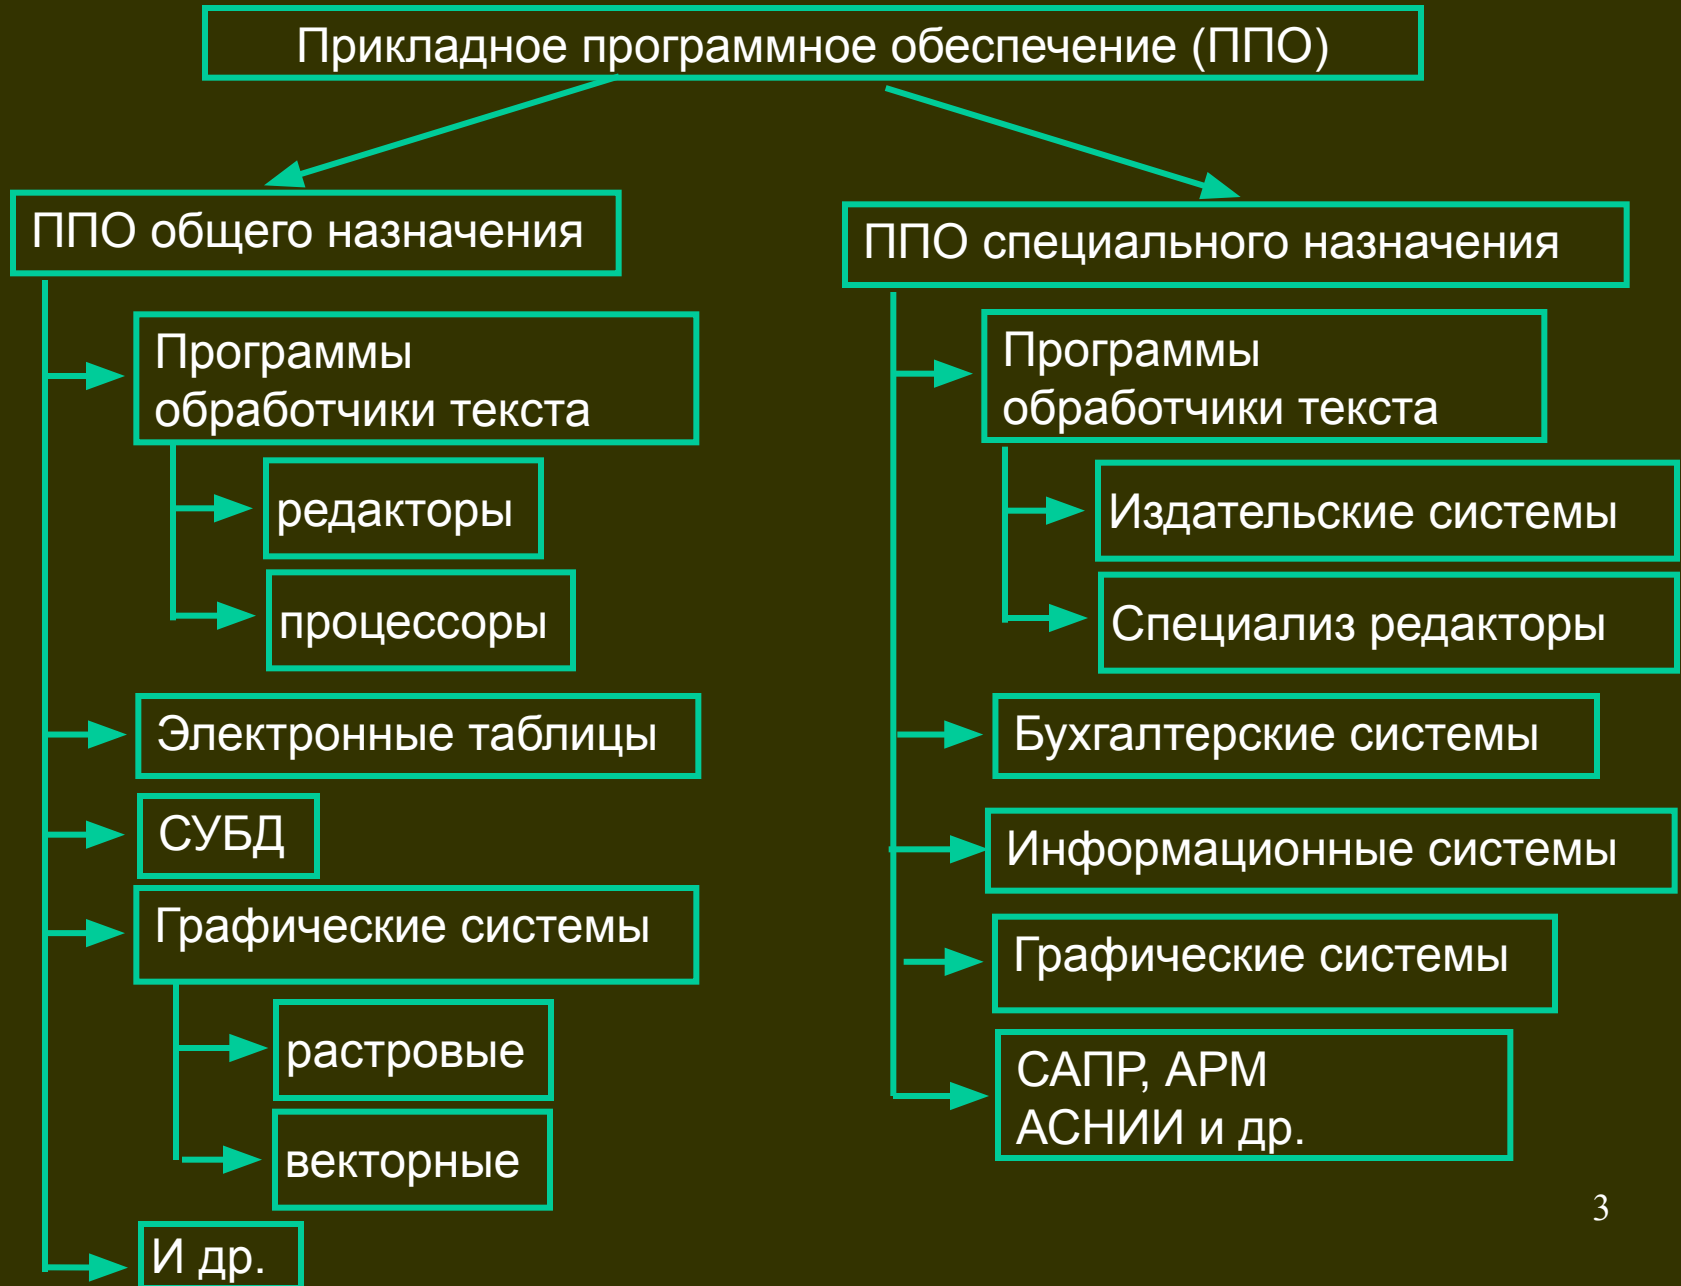 Прикладное программное обеспечение (ППО)
ППО общего назначения
Программы
обработчики текста
редакторы
процессоры
Электронные таблицы
СУБД
Графические системы
растровые
векторные
И др.
ППО специального назначения
Программы
обработчики текста
Издательские системы
Специализ редакторы
Бухгалтерские системы
Информационные системы
Графические системы
САПР, АРМ
АСНИИ и др.
3